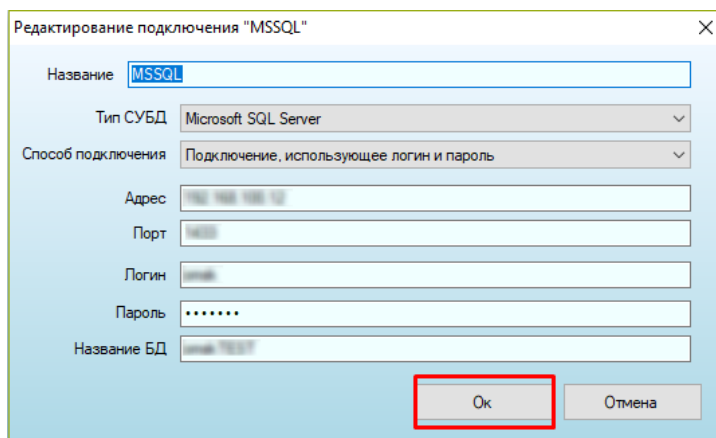 Редактирование подключения "MSSQL"
Название MSSQL
Тип СУБД Microsoft SQL Server
Способ подключения Подключение, использующее логин и пароль
Адрес
Порт
Логин
Пароль •••••••
Название БД
Ок Отмена